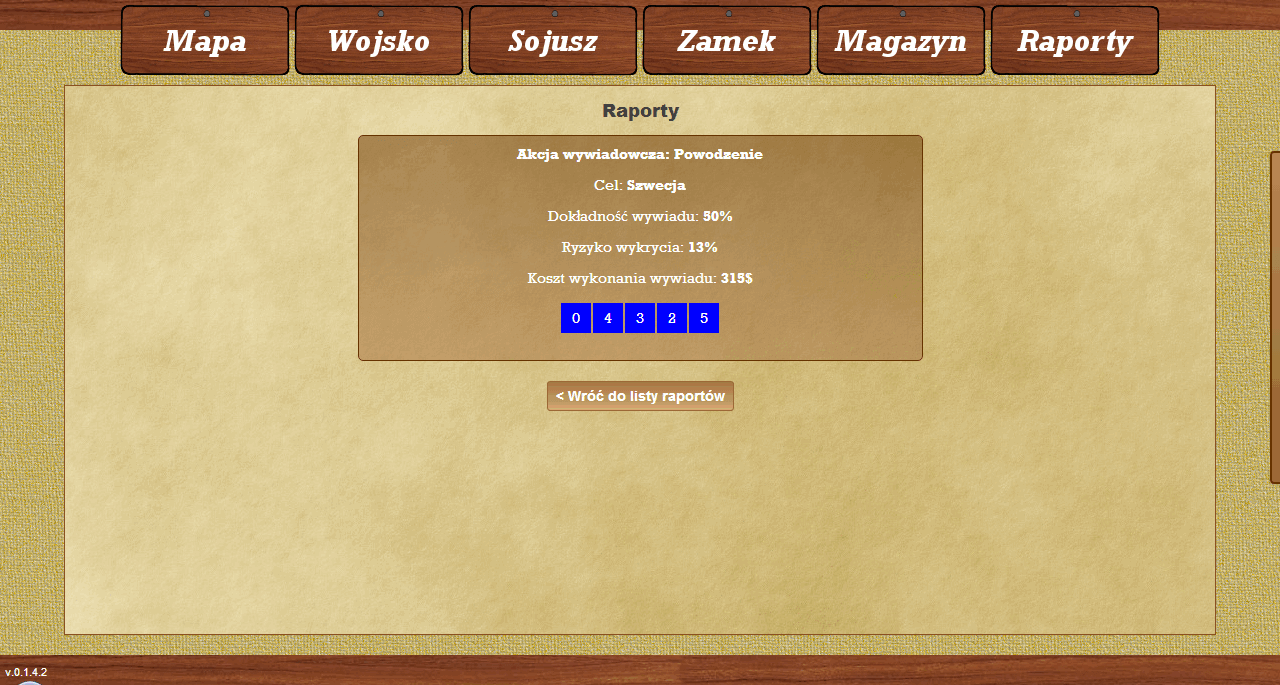 Mapa Wojsko Sojusz Zamek Magazyn Raporty
Raporty
Akcja wywiadowcza: Powodzenie
Cel: Szwecja
Dokładność wywiadu: 50%
Ryzyko wykrycia: 13%
Koszt wykonania wywiadu: 315$
0 4 3 2 5
< Wróć do listy raportów
v.0.1.4.2